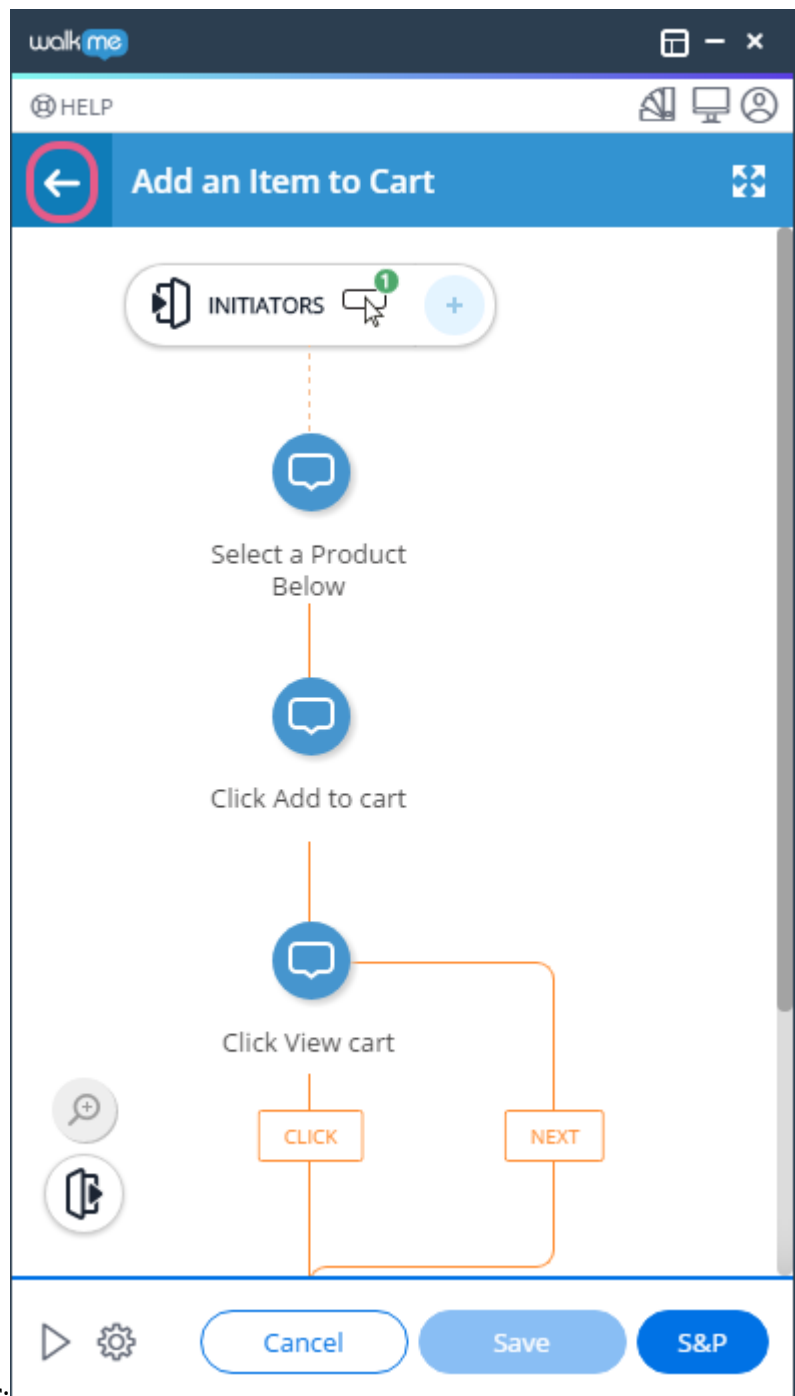 walkme
HELP
Add an Item to Cart
INITIATORS
1
+
Select a Product
Below
Click Add to cart
Click View cart
CLICK
NEXT
Cancel
Save
S&P